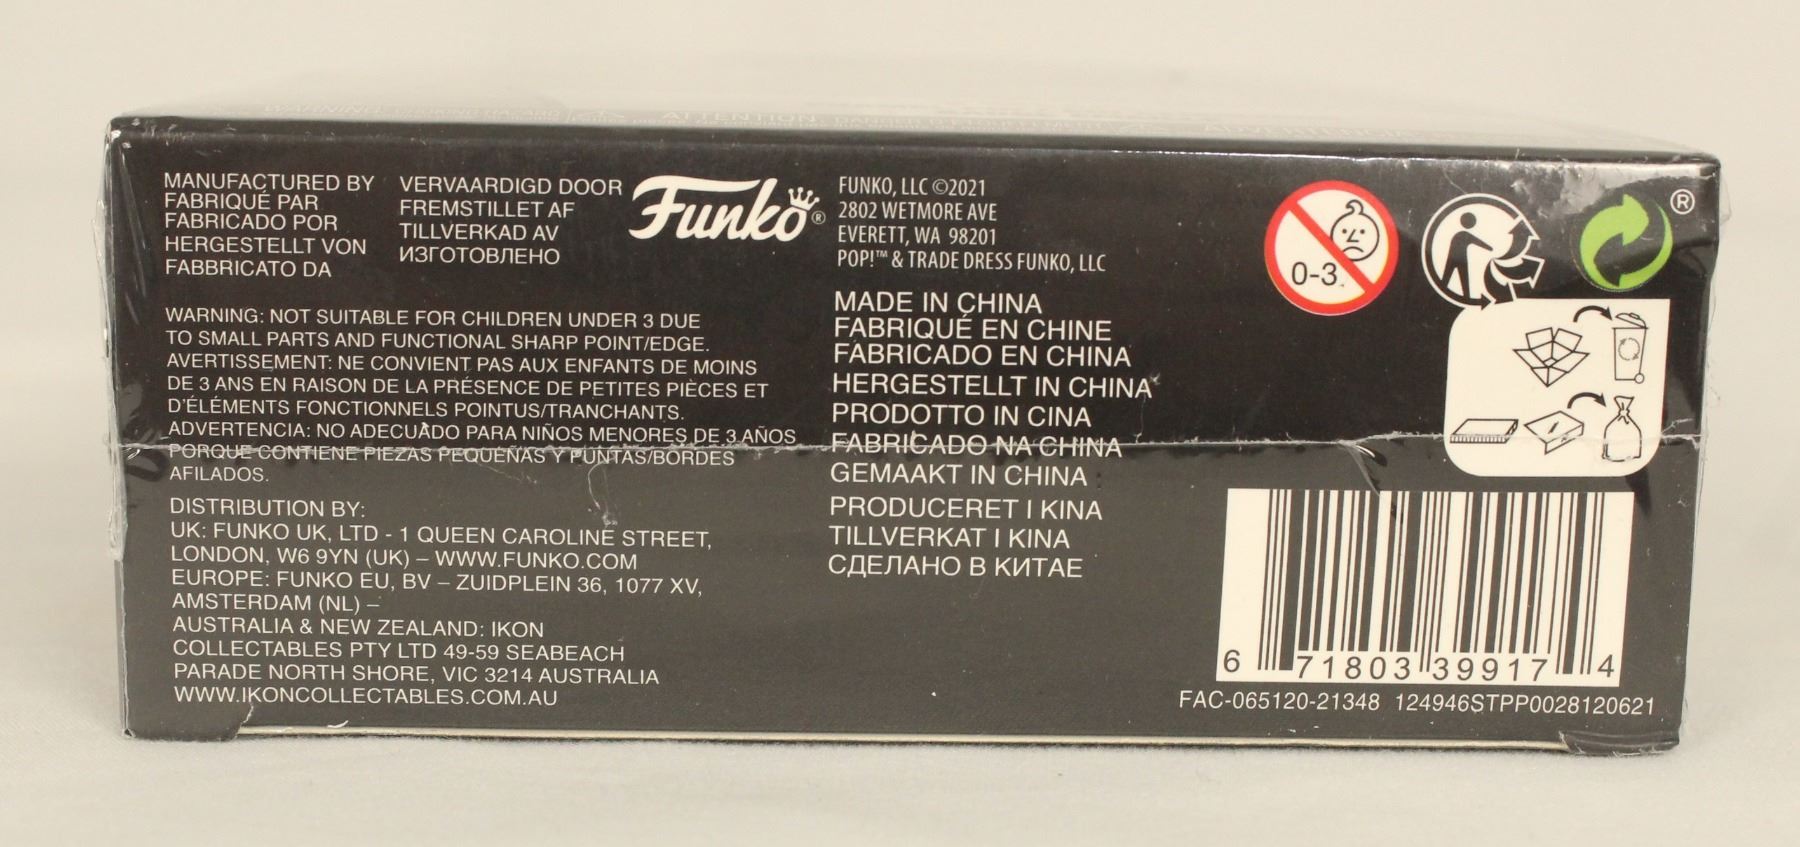 MANUFACTURED BY
FABRIQUÉ PAR
FABRICADO POR
HERGESTELLT VON
FABBRICATO DA
VERVAARDIGD DOOR
FREMSTILLET AF
TILLVERKAD AV
ИЗГОТОВЛЕНО
Funko®
FUNKO, LLC ©2021
2802 WETMORE AVE
EVERETT, WA 98201
POP!™ & TRADE DRESS FUNKO, LLC
WARNING: NOT SUITABLE FOR CHILDREN UNDER 3 DUE
TO SMALL PARTS AND FUNCTIONAL SHARP POINT/EDGE.
AVERTISSEMENT: NE CONVIENT PAS AUX ENFANTS DE MOINS
DE 3 ANS EN RAISON DE LA PRÉSENCE DE PETITES PIÈCES ET
D'ÉLÉMENTS FONCTIONNELS POINTUS/TRANCHANTS.
ADVERTENCIA: NO ADECUADO PARA NIÑOS MENORES DE 3 AÑOS
PORQUE CONTIENE PIEZAS PEQUEÑAS Y PUNTAS/BORDES
AFILADOS.
DISTRIBUTION BY:
UK: FUNKO UK, LTD - 1 QUEEN CAROLINE STREET,
LONDON, W6 9YN (UK) – WWW.FUNKO.COM
EUROPE: FUNKO EU, BV – ZUIDPLEIN 36, 1077 XV,
AMSTERDAM (NL) –
AUSTRALIA & NEW ZEALAND: IKON
COLLECTABLES PTY LTD 49-59 SEABEACH
PARADE NORTH SHORE, VIC 3214 AUSTRALIA
WWW.IKONCOLLECTABLES.COM.AU
MADE IN CHINA
FABRIQUÉ EN CHINE
FABRICADO EN CHINA
HERGESTELLT IN CHINA
PRODOTTO IN CINA
FABRICADO NA CHINA
GEMAAKT IN CHINA
PRODUCERET I KINA
TILLVERKAT I KINA
СДЕЛАНО В КИТАЕ
0-3
®
6 71803 39917 4
FAC-065120-21348 124946STPP0028120621